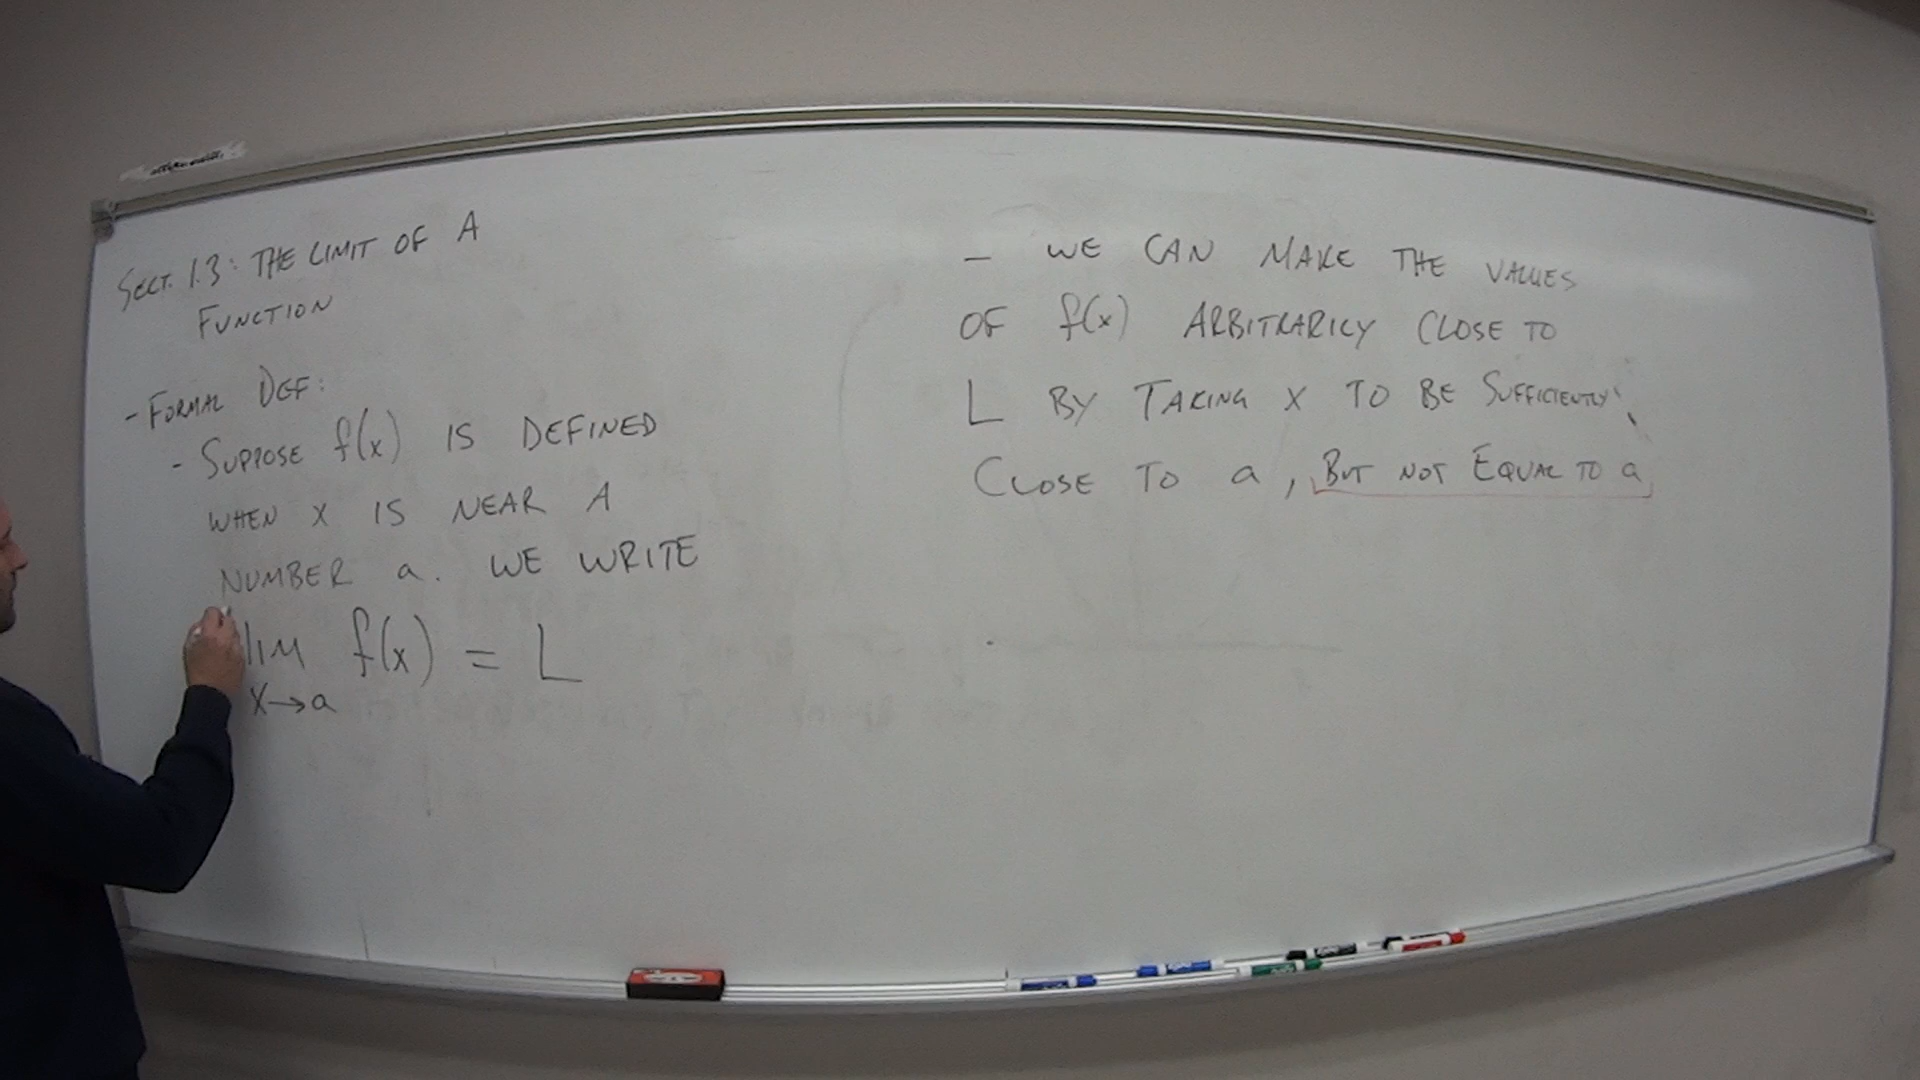 SECT. 1.3: THE LIMIT OF A
FUNCTION
- FORMAL DEF:
- SUPPOSE f(x) IS DEFINED
WHEN X IS NEAR A
NUMBER a. WE WRITE
lim f(x) = L
x→a
- WE CAN MAKE THE VALUES
OF f(x) ARBITRARILY CLOSE TO
L BY TAKING X TO BE SUFFICIENTLY
CLOSE TO a, BUT NOT EQUAL TO a